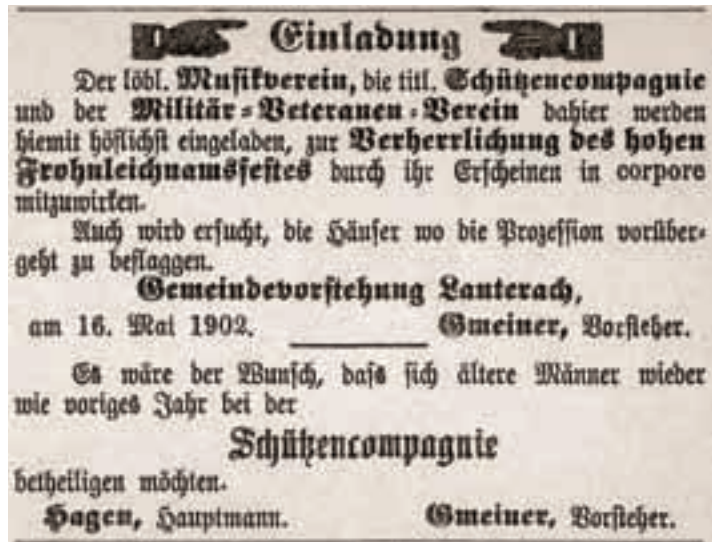 Einladung
Der löbl. Musikverein, die titl. Schützencompagnie
und der Militär-Veteranen-Verein dahier werden
hiemit höflichst eingeladen, zur Verherrlichung des hohen
Frohnleichnamsfestes durch ihr Erscheinen in corpore
mitzuwirken.
Auch wird ersucht, die Häuser wo die Prozession vorüber-
geht zu beflaggen.
Gemeindevorstehung Lauterach,
am 16. Mai 1902. Gmeiner, Vorsteher.
Es wäre der Wunsch, dass sich ältere Männer wieder
wie voriges Jahr bei der
Schützencompagnie
betheiligen möchten.
Hagen, Hauptmann. Gmeiner, Vorsteher.